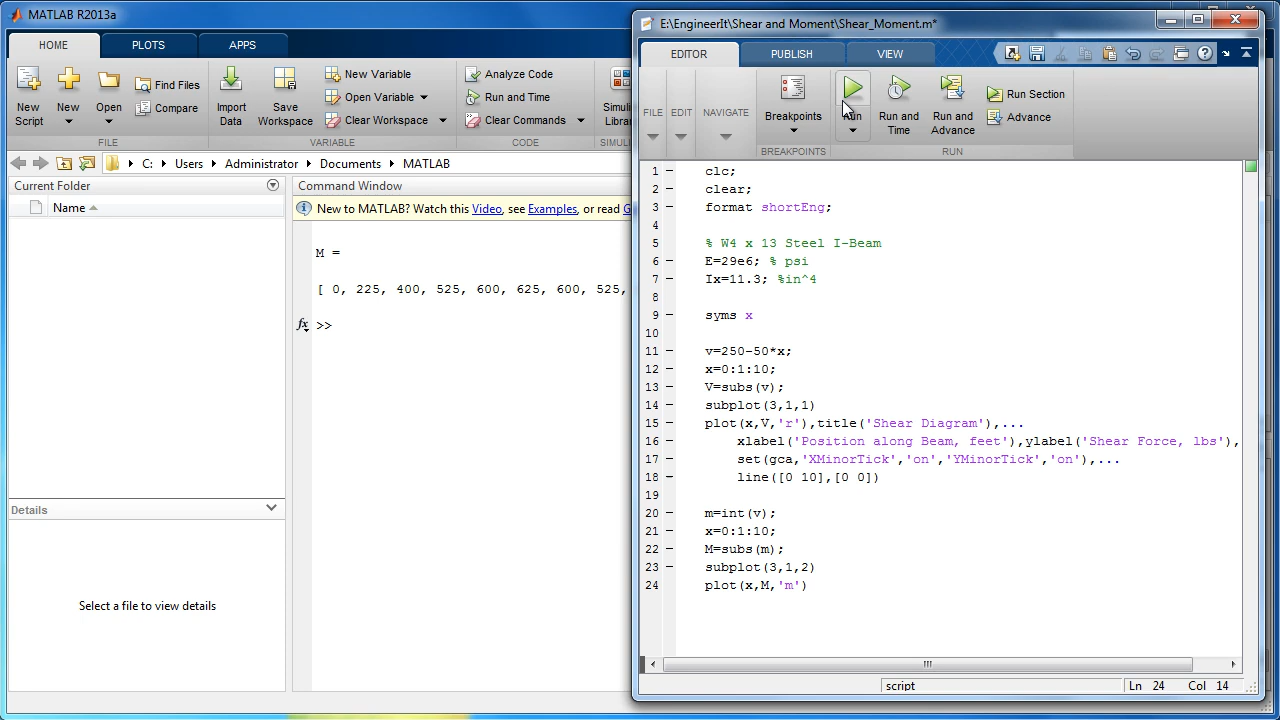 MATLAB R2013a
HOME PLOTS APPS
New Script
New
Open
Find Files
Compare
FILE
Import Data
Save Workspace
New Variable
Open Variable
Clear Workspace
VARIABLE
Analyze Code
Run and Time
Clear Commands
CODE
Simuli
Library
SIMULI
C: Users Administrator Documents MATLAB
Current Folder
Name
Details
Select a file to view details
Command Window
New to MATLAB? Watch this Video, see Examples, or read G
M =
[ 0, 225, 400, 525, 600, 625, 600, 525,
fx >>
E:\EngineerIt\Shear and Moment\Shear_Moment.m*
EDITOR PUBLISH VIEW
FILE
EDIT
NAVIGATE
Breakpoints
BREAKPOINTS
Run and Time
Run and Advance
Run Section
Advance
RUN
1 clc;
2 clear;
3 format shortEng;
4
5 % W4 x 13 Steel I-Beam
6 E=29e6; % psi
7 Ix=11.3; %in^4
8
9 syms x
10
11 v=250-50*x;
12 x=0:1:10;
13 V=subs(v);
14 subplot(3,1,1)
15 plot(x,V,'r'),title('Shear Diagram'),...
16 xlabel('Position along Beam, feet'),ylabel('Shear Force, lbs'),
17 set(gca,'XMinorTick','on','YMinorTick','on'),...
18 line([0 10],[0 0])
19
20 m=int(v);
21 x=0:1:10;
22 M=subs(m);
23 subplot(3,1,2)
24 plot(x,M,'m')
script
Ln 24 Col 14